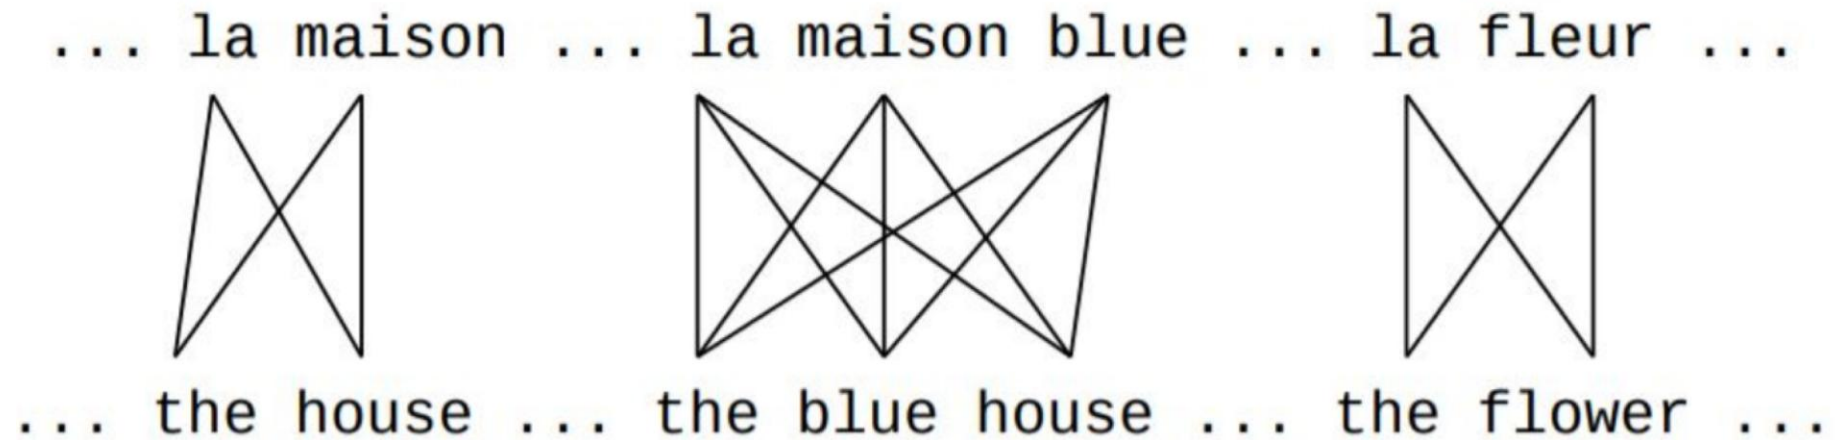 ... la maison ... la maison blue ... la fleur ...
... the house ... the blue house ... the flower ...